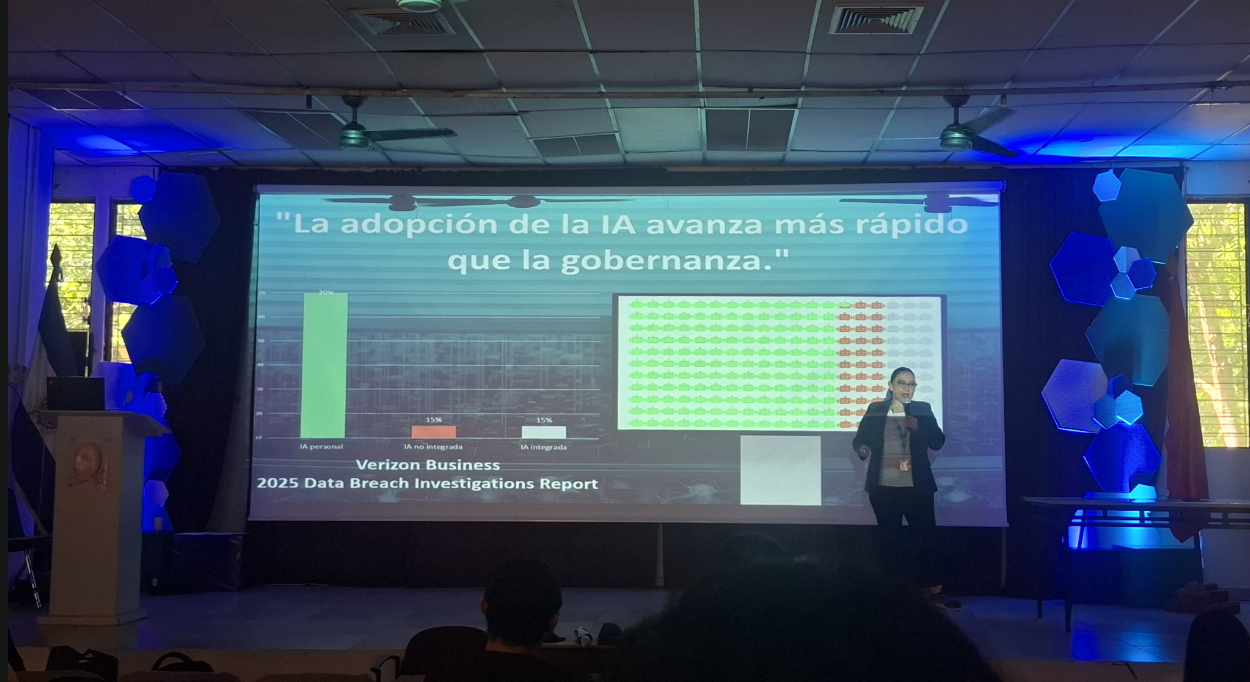 "La adopción de la IA avanza más rápido
que la gobernanza."
70%
15%
15%
IA personal
IA no integrada
IA integrada
Verizon Business
2025 Data Breach Investigations Report